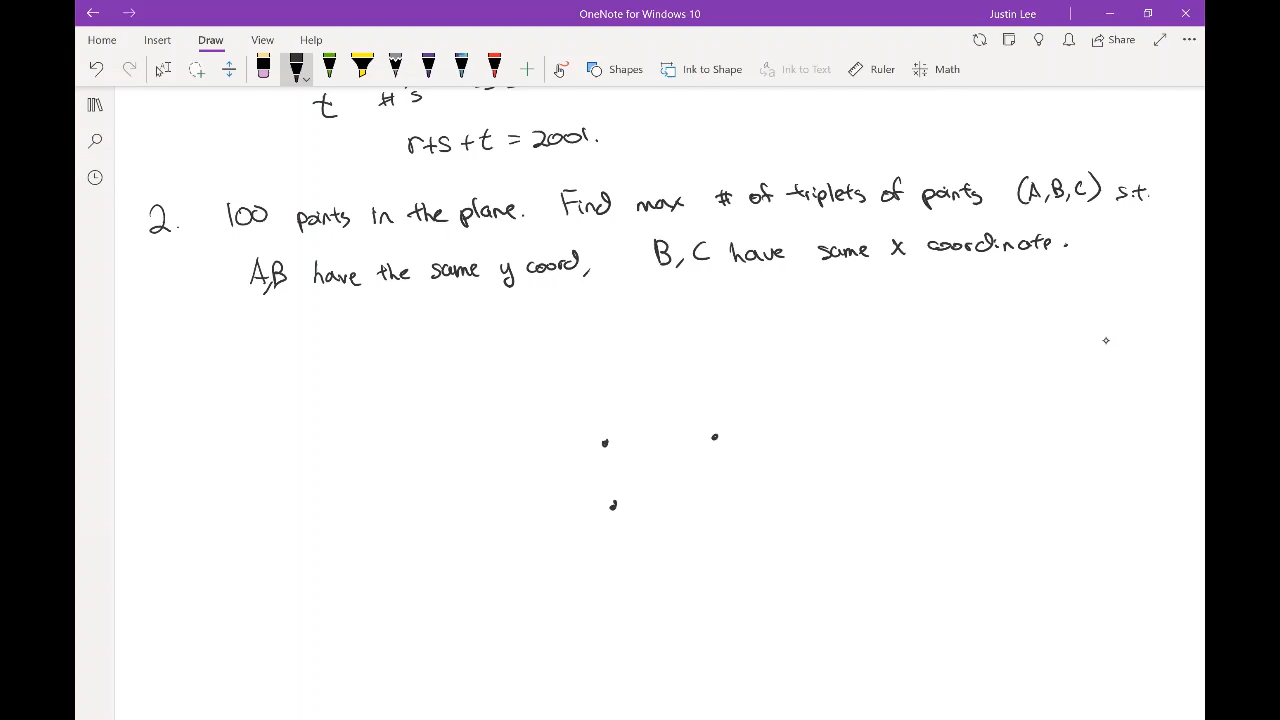 OneNote for Windows 10
Justin Lee
Home Insert Draw View Help
Share
Shapes Ink to Shape Ink to Text Ruler Math
t #'s
r+s+t = 2001.
2. 100 points in the plane. Find max # of triplets of points (A,B,C) s.t.
A,B have the same y coord, B,C have same x coordinate.